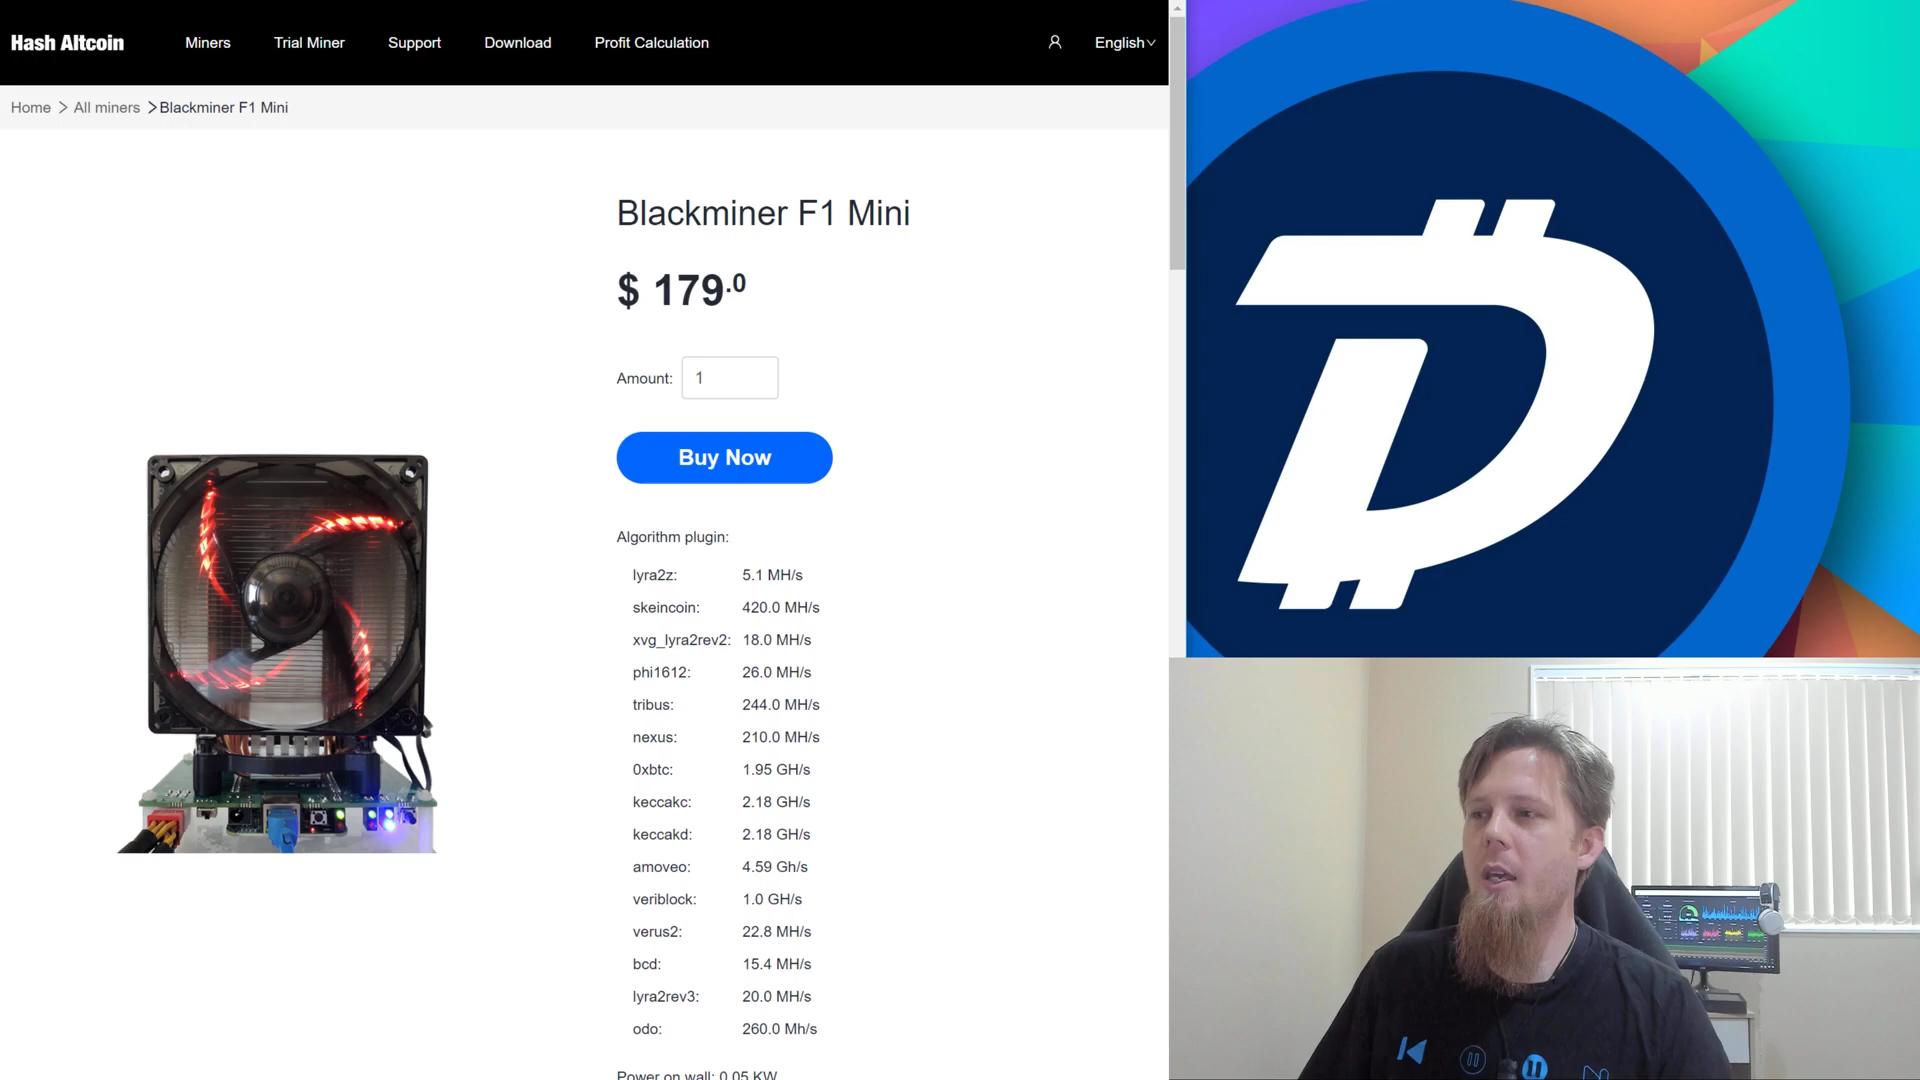 Hash Altcoin
Miners
Trial Miner
Support
Download
Profit Calculation
English
Home > All miners > Blackminer F1 Mini
Blackminer F1 Mini
$ 179.0
Amount: 1
Buy Now
Algorithm plugin:
lyra2z: 5.1 MH/s
skeincoin: 420.0 MH/s
xvg_lyra2rev2: 18.0 MH/s
phi1612: 26.0 MH/s
tribus: 244.0 MH/s
nexus: 210.0 MH/s
0xbtc: 1.95 GH/s
keccakc: 2.18 GH/s
keccakd: 2.18 GH/s
amoveo: 4.59 Gh/s
veriblock: 1.0 GH/s
verus2: 22.8 MH/s
bcd: 15.4 MH/s
lyra2rev3: 20.0 MH/s
odo: 260.0 Mh/s
Power on wall: 0.05 KW